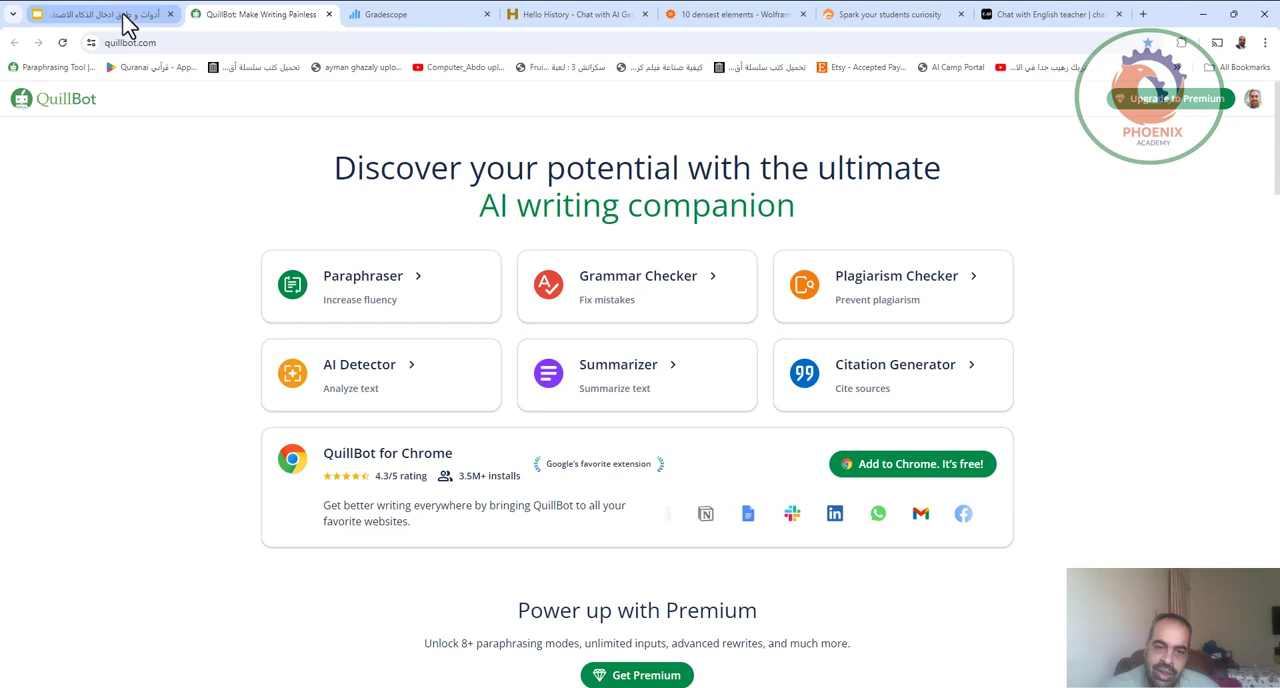 أدوات و طرق ادخال الذكاء الاصط
QuillBot: Make Writing Painless
Gradescope
Hello History - Chat with AI Ge
10 densest elements - Wolfram
Spark your students curiosity
Chat with English teacher | cha
quillbot.com
Paraphrasing Tool |...
Quranai - قرآني - App...
تحميل كتب سلسلة أق...
ayman ghazaly uplo...
Computer_Abdo upl...
سكراتش 3 : لعبة Frui...
كيفية صناعة فيلم كر...
تحميل كتب سلسلة أق...
Etsy - Accepted Pay...
AI Camp Portal
»
All Bookmarks
QuillBot
Upgrade to Premium
PHOENIX
ACADEMY
Discover your potential with the ultimate
AI writing companion
Paraphraser
Increase fluency
Grammar Checker
Fix mistakes
Plagiarism Checker
Prevent plagiarism
AI Detector
Analyze text
Summarizer
Summarize text
Citation Generator
Cite sources
QuillBot for Chrome
4.3/5 rating
3.5M+ installs
Google's favorite extension
Add to Chrome. It's free!
Get better writing everywhere by bringing QuillBot to all your
favorite websites.
Power up with Premium
Unlock 8+ paraphrasing modes, unlimited inputs, advanced rewrites, and much more.
Get Premium